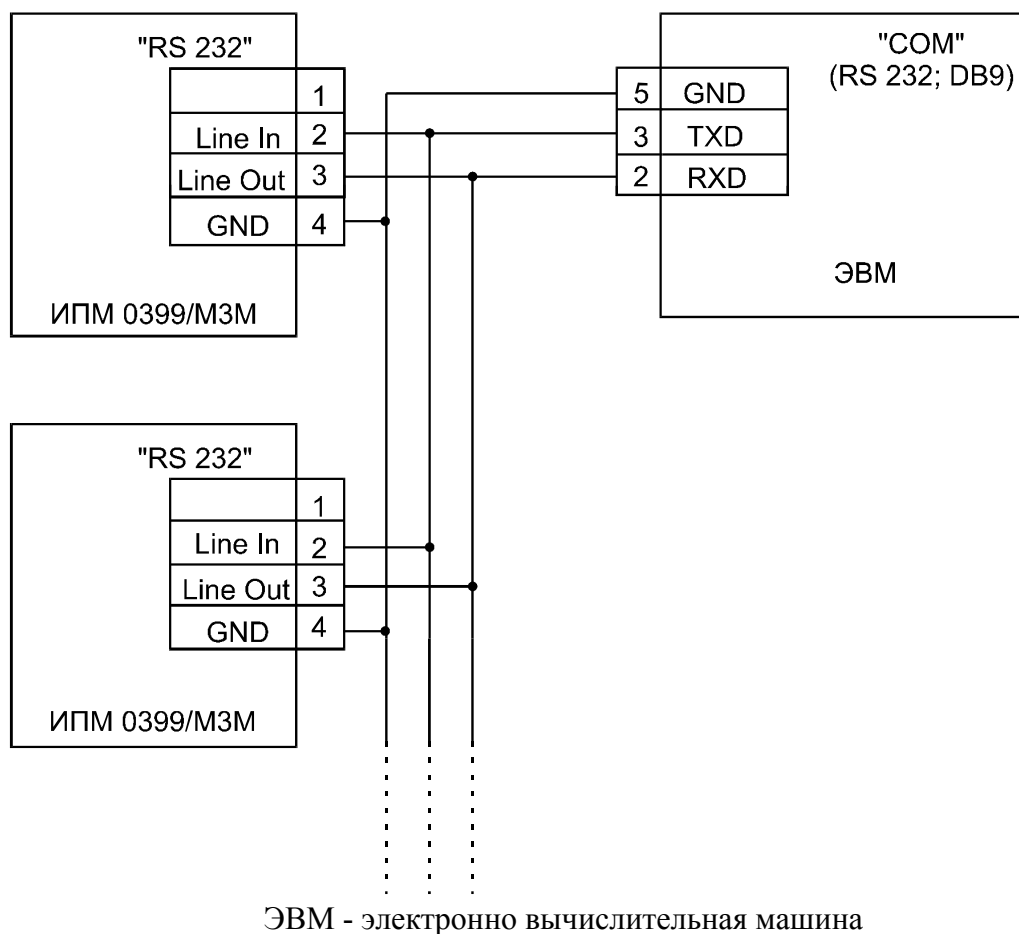 "RS 232"
1
Line In 2
Line Out 3
GND 4
ИПМ 0399/М3М
"COM"
(RS 232; DB9)
5 GND
3 TXD
2 RXD
ЭВМ
"RS 232"
1
Line In 2
Line Out 3
GND 4
ИПМ 0399/М3М
ЭВМ - электронно вычислительная машина